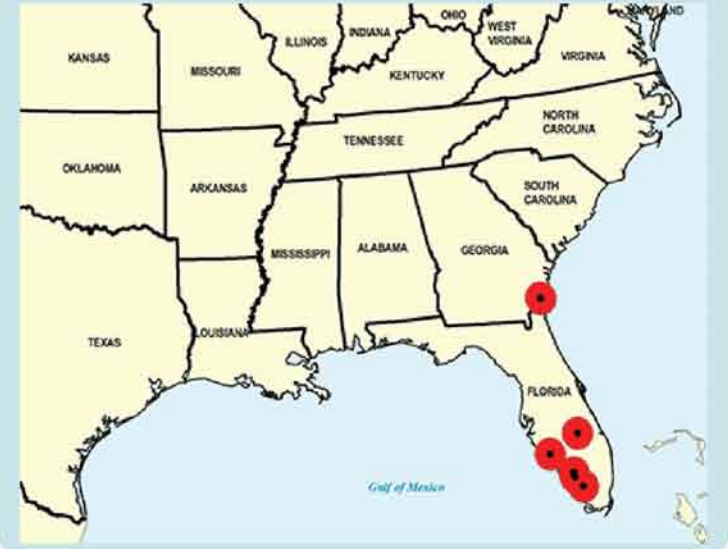 OHIO
MARYLAND
WEST
VIRGINIA
INDIANA
ILLINOIS
KANSAS
MISSOURI
VIRGINIA
KENTUCKY
NORTH
CAROLINA
TENNESSEE
OKLAHOMA
ARKANSAS
SOUTH
CAROLINA
MISSISSIPPI
ALABAMA
GEORGIA
LOUISIANA
TEXAS
FLORIDA
Gulf of Mexico